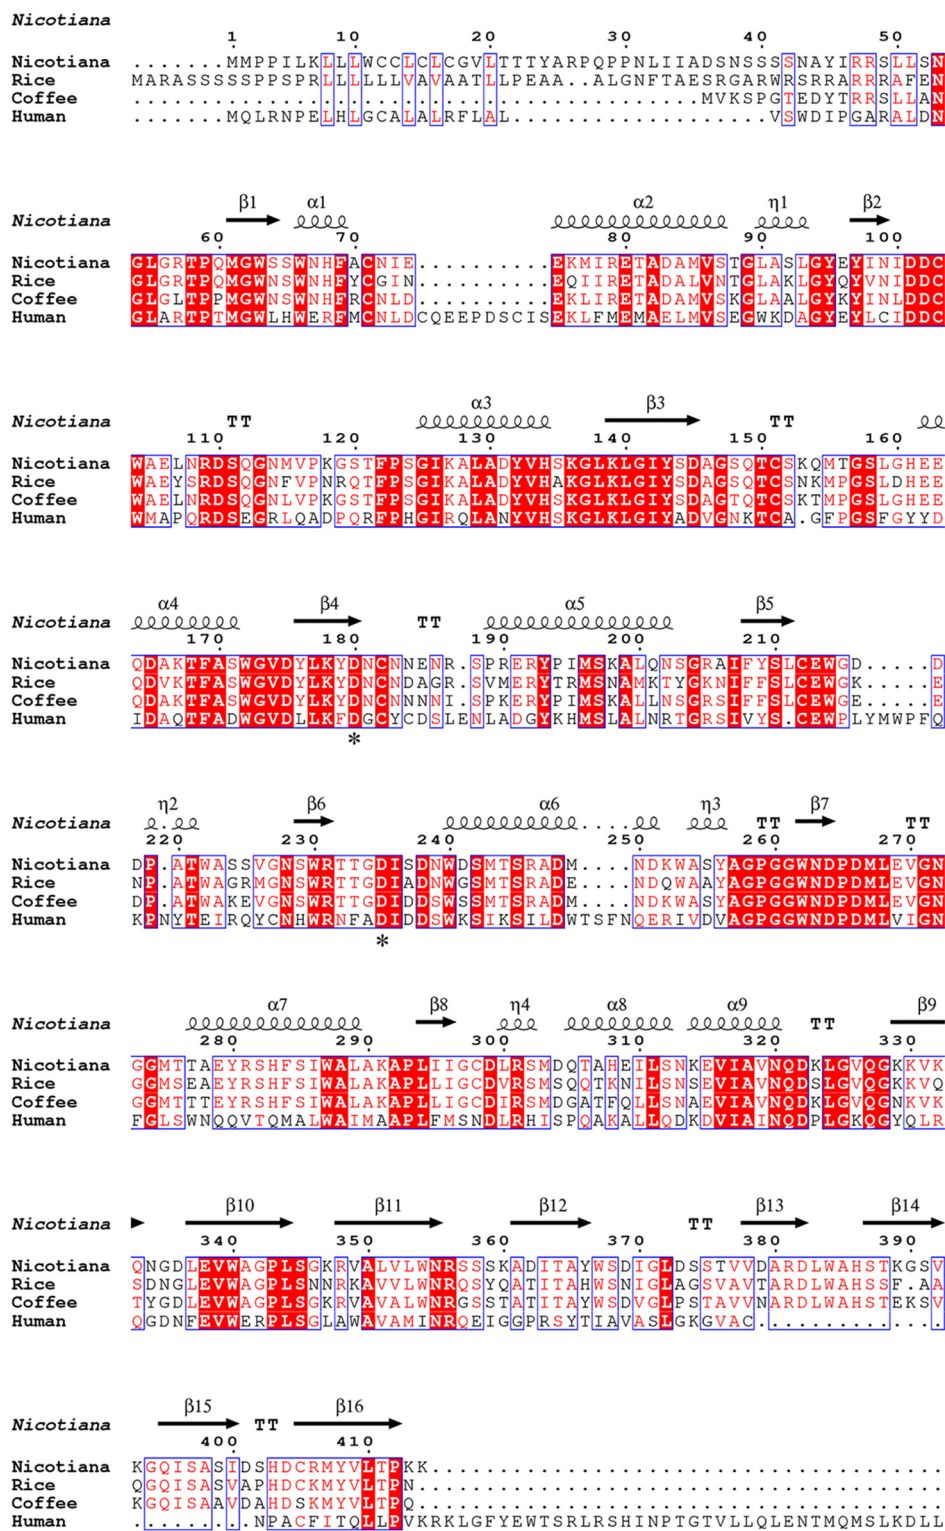 Nicotiana
1 10 20 30 40 50
Nicotiana .......MMPPILKLLLWCCLCLCGVLTTTYARPQPPNLIIADSNSSSSNAYIRRSLLSN
Rice MARASSSSSPPSPRLLLLLLVAVAATLLPEAA..ALGNFTAESRGARWRSRRARRRAFEN
Coffee ..........................................MVKSPGTEDYTRRSLLAN
Human .......MQLRNPELHLGCALALRFLAL...................VSWDIPGARALDN
β1 α1 α2 η1 β2
Nicotiana
60 70 80 90 100
Nicotiana GLGRTPQMGWSSWNHFACNIE..........EKMIRETADAMVSTGLASLGYEYINIDDC
Rice GLGRTPQMGWNSWNHFYCGIN..........EQIIRETADALVNTGLAKLGYQYVNIDDC
Coffee GLGLTPPMGWNSWNHFRCNLD..........EKLIRETADAMVSKGLAALGYKYINLDDC
Human GLARTPTMGWLHWERFMCNLDCQEEPDSCISEKLFMEMAELMVSEGWKDAGYEYLCIDDC
α3 β3
Nicotiana TT TT
110 120 130 140 150 160
Nicotiana WAELNRDSQGNMVPKGSTFPSGIKALADYVHSKGLKLGIYSDAGSQTCSKQMTGSLGHEE
Rice WAEYSRDSQGNFVPNRQTFPSGIKALADYVHAKGLKLGIYSDAGSQTCSNKMPGSLDHEE
Coffee WAELNRDSQGNLVPKGSTFPSGIKALADYVHSKGLKLGIYSDAGTQTCSKTMPGSLGHEE
Human WMAPQRDSEGRLQADPQRFPHGIRQLANYVHSKGLKLGIYADVGNKTCA.GFPGSFGYYD
α4 β4 α5 β5
Nicotiana TT
170 180 190 200 210
Nicotiana QDAKTFASWGVDYLKYDNCNNENR.SPRERYPIMSKALQNSGRAIFYSLCEWGD.....D
Rice QDVKTFASWGVDYLKYDNCNDAGR.SVMERYTRMSNAMKTYGKNIFFSLCEWGK.....E
Coffee QDAKTFASWGVDYLKYDNCNNNNI.SPKERYPIMSKALLNSGRSIFFSLCEWGE.....E
Human IDAQTFADWGVDLLKFDGCYCDSLENLADGYKHMSLALNRTGRSIVYS.CEWPLYMWPFQ
*
η2 β6 α6 η3 β7
Nicotiana .... TT TT
220 230 240 250 260 270
Nicotiana DP.ATWASSVGNSWRTTGDISDNWDSMTSRADM....NDKWASYAGPGGWNDPDMLEVGN
Rice NP.ATWAGRMGNSWRTTGDIADNWGSMTSRADE....NDQWAAYAGPGGWNDPDMLEVGN
Coffee DP.ATWAKEVGNSWRTTGDIDDSWSSMTSRADM....NDKWASYAGPGGWNDPDMLEVGN
Human KPNYTEIRQYCNHWRNFADIDDSWKSIKSILDWTSFNQERIVDVAGPGGWNDPDMLVIGN
*
α7 β8 η4 α8 α9 β9
Nicotiana TT
280 290 300 310 320 330
Nicotiana GGMTTAEYRSHFSIWALAKAPLIIGCDLRSMDQTAHEILSNKEVIAVNQDKLGVQGKKVK
Rice GGMSEAEYRSHFSIWALAKAPLLIGCDVRSMSQQTKNILSNSEVIAVNQDSLGVQGKKVQ
Coffee GGMTTTEYRSHFSIWALAKAPLLIGCDIRSMDGATFQLLSNAEVIAVNQDKLGVQGNKVK
Human FGLSWNQQVTQMALWAIMAAPLFMSNDLRHISPQAKALLQDKDVIAINQDPLGKQGYQLR
β10 β11 β12 β13 β14
Nicotiana TT
340 350 360 370 380 390
Nicotiana QNGDLEVWAGPLSGKRVALVLWNRSSKADITAYWSDIGLDSSTVVDARDLWAHSTKGSV
Rice SDNGLEVWAGPLSNNRKAVVLWNRQSYQATITAHWSNIGLAGSVAVTARDLWAHSSF.A
Coffee TYGDLEVWAGPLSGKRVAVALWNRGSSTATITAYWSDVGLPSTAVVNARDLWAHSTEKSV
Human QGDNFEVWERPLSGLAWAVAMINRQEIGGPRSYTIAVASLGKGVAC..............
β15 β16
Nicotiana TT
400 410
Nicotiana KGQISASIDSHDCRMYVLTPKK......................................
Rice QGQISASVAPHDCKMYVLTPN.......................................
Coffee KGQISAAVDAHDSKMYVLTPQ.......................................
Human .........NPACFITQLLPVKRKLGFYEWTSRLRSHINPTGTVLLQLENTMQMSLKDLL